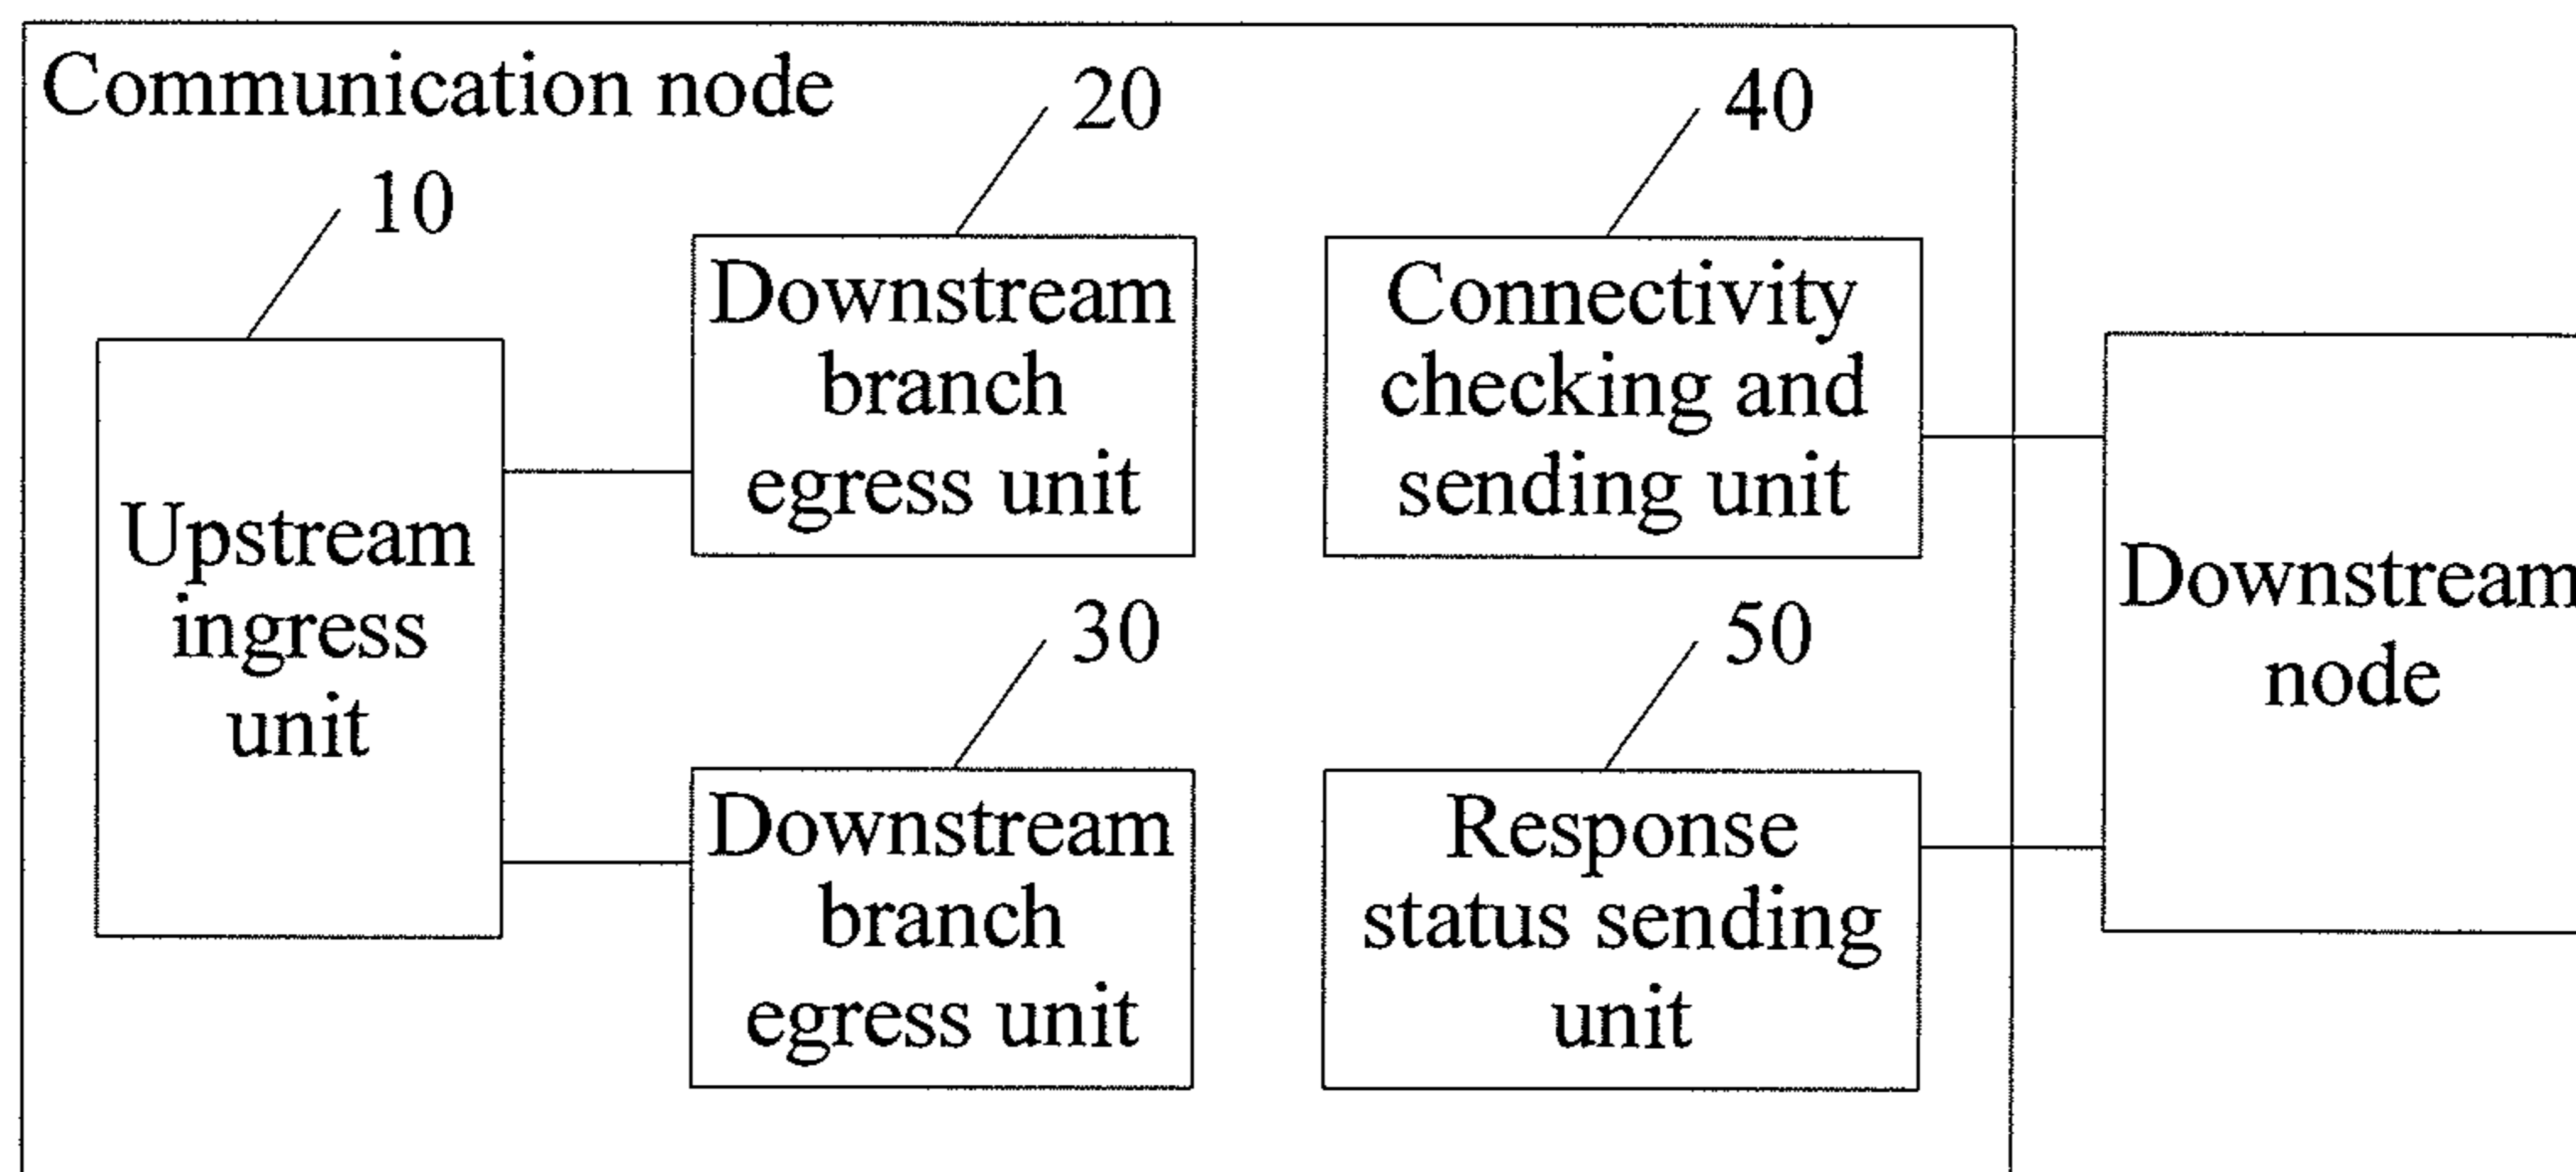 Communication node
10
20
40
Upstream
ingress
unit
Downstream
branch
egress unit
Connectivity
checking and
sending unit
30
50
Downstream
branch
egress unit
Response
status sending
unit
Downstream
node